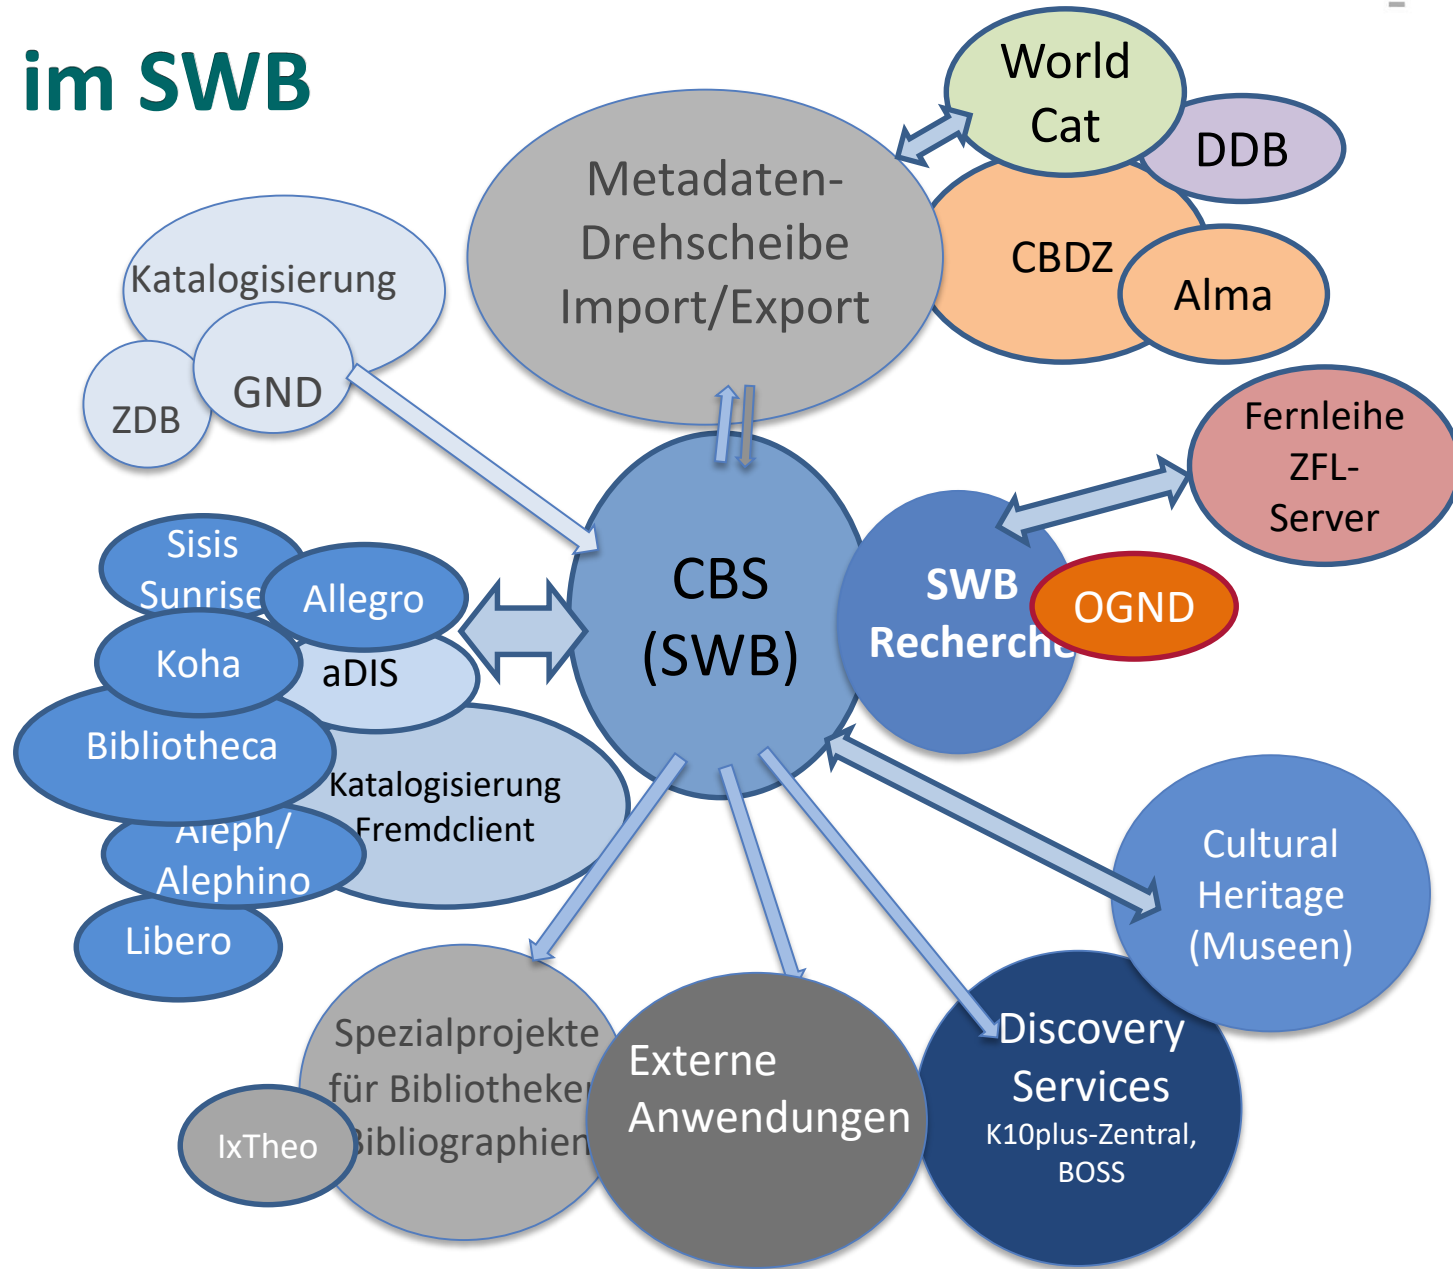 im SWB
World
Cat
DDB
Metadaten-
Drehscheibe
Import/Export
CBDZ
Alma
Katalogisierung
GND
ZDB
Fernleihe
ZFL-
Server
Sisis
Sunrise
Allegro
Koha
aDIS
Bibliotheca
Katalogisierung
Fremdclient
Aleph/
Alephino
Libero
CBS
(SWB)
SWB
Recherche
OGND
Cultural
Heritage
(Museen)
Spezialprojekte
für Bibliotheken
Bibliographien
IxTheo
Externe
Anwendungen
Discovery
Services
K10plus-Zentral,
BOSS